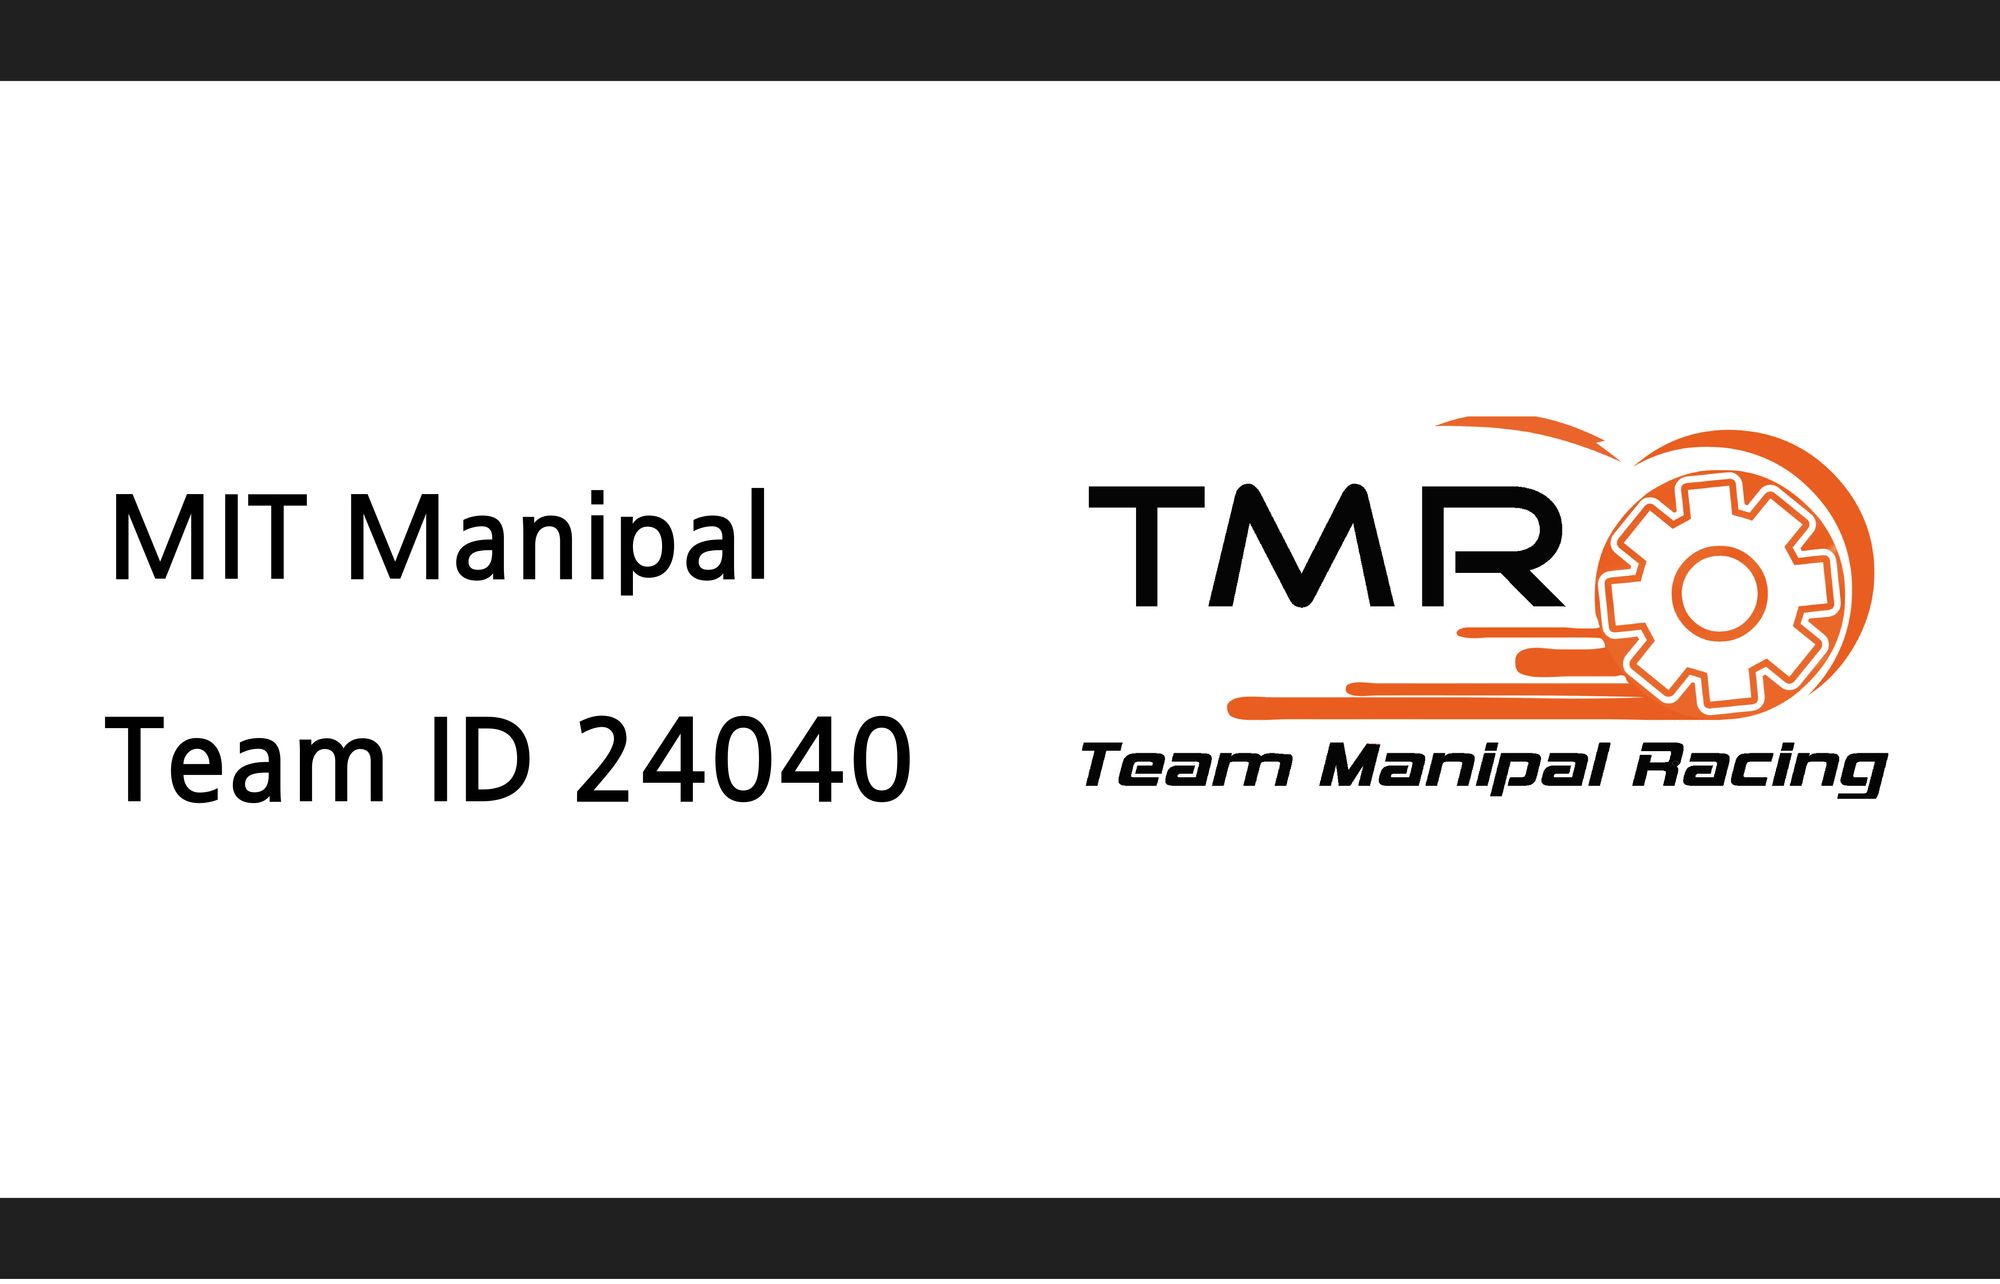 MIT Manipal
Team ID 24040
TMR
Team Manipal Racing